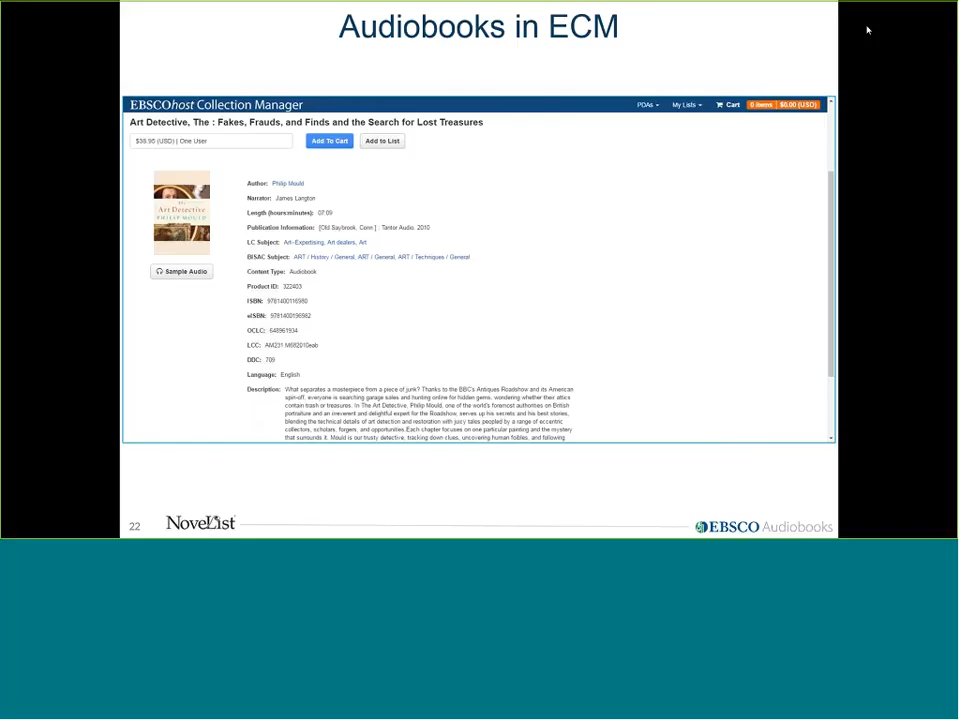 Audiobooks in ECM
EBSCOhost Collection Manager
PDAs
My Lists
Cart
0 items
$0.00 (USD)
Art Detective, The : Fakes, Frauds, and Finds and the Search for Lost Treasures
$38.95 (USD) | One User
Add To Cart
Add to List
The
Art Detective
PHILIP MOULD
Sample Audio
Author: Philip Mould
Narrator: James Langton
Length (hours:minutes): 07:09
Publication Information: [Old Saybrook, Conn.] : Tantor Audio. 2010
LC Subject: Art--Expertising, Art dealers, Art
BISAC Subject: ART / History / General, ART / General, ART / Techniques / General
Content Type: Audiobook
Product ID: 322403
ISBN: 9781400116980
eISBN: 9781400196982
OCLC: 648961934
LCC: AM231 M682010eab
DDC: 709
Language: English
Description: What separates a masterpiece from a piece of junk? Thanks to the BBC's Antiques Roadshow and its American
spin-off, everyone is searching garage sales and hunting online for hidden gems, wondering whether their attics
contain trash or treasures. In The Art Detective, Philip Mould, one of the world's foremost authorities on British
portraiture and an irreverent and delightful expert for the Roadshow, serves up his secrets and his best stories,
blending the technical details of art detection and restoration with juicy tales peopled by a range of eccentric
collectors, scholars, forgers, and opportunities.Each chapter focuses on one particular painting and the mystery
that surrounds it. Mould is our trusty detective, tracking down clues, uncovering human foibles, and following
22
NoveList
EBSCO Audiobooks